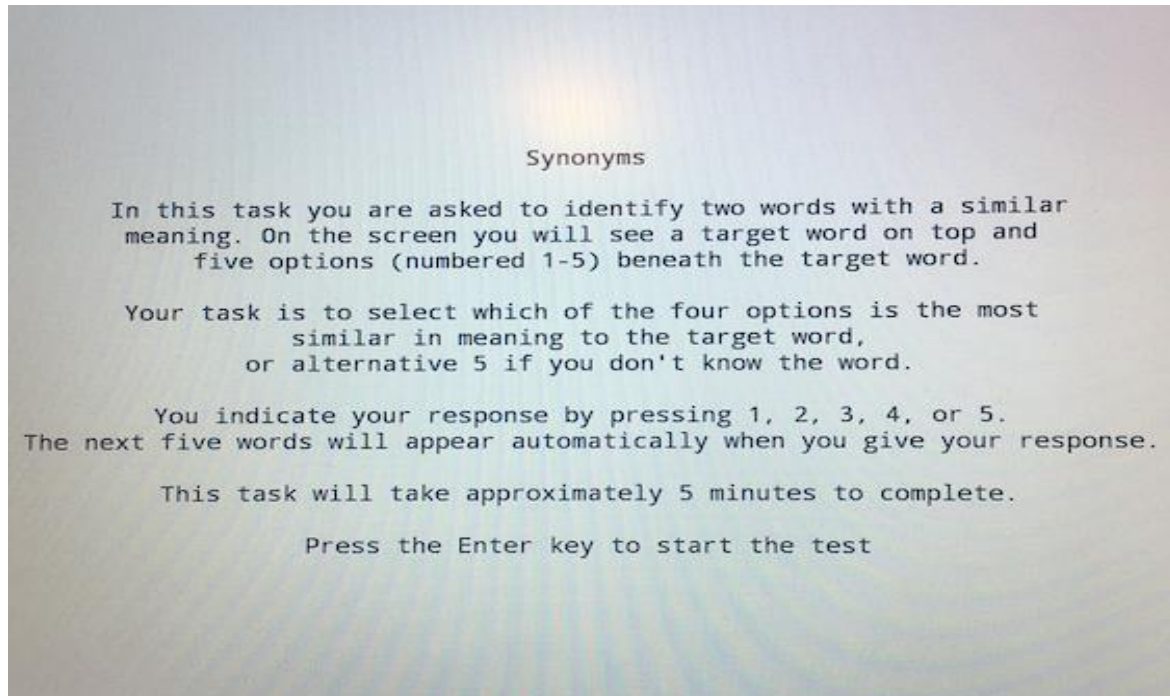 Synonyms
In this task you are asked to identify two words with a similar
meaning. On the screen you will see a target word on top and
five options (numbered 1-5) beneath the target word.
Your task is to select which of the four options is the most
similar in meaning to the target word,
or alternative 5 if you don't know the word.
You indicate your response by pressing 1, 2, 3, 4, or 5.
The next five words will appear automatically when you give your response.
This task will take approximately 5 minutes to complete.
Press the Enter key to start the test